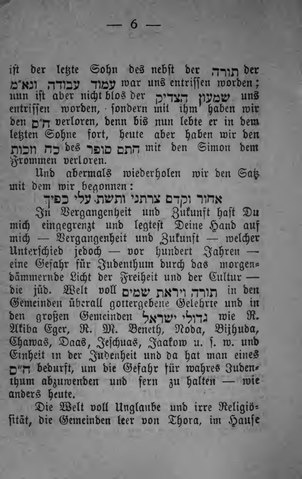 — 6 —
ist der letzte Sohn des nebst der תורה der
uns entrissen worden; עמוד עבודה וגמ״ח war
nun ist aber nicht blos der שמעון הצדיק uns
entrissen worden, sondern mit ihm haben wir
den ח״ס verloren, denn bis nun lebte er in dem
letzten Sohne fort, heute aber haben wir den
כח זכות des חתם סופר mit den Simon dem
Frommen verloren.
Und abermals wiederholen wir den Satz
mit dem wir begonnen:
אחור וקדם צרתני ותשת עלי כפיך
In Vergangenheit und Zukunft hast Du
mich eingegrenzt und legtest Deine Hand auf
mich — Vergangenheit und Zukunft — welcher
Unterschied jedoch — vor hundert Jahren —
eine Gefahr für Judenthum durch das morgen-
dämmernde Licht der Freiheit und der Cultur —
die jüd. Welt voll תורה ויראת שמים in den
Gemeinden überall gottergebene Gelehrte und in
den großen Gemeinden גדולי ישראל wie R.
Akiba Eger, R. M. Beneth, Noda, Bijhuda,
Chawas, Daas, Jeschuas, Jaakow u. s. w. und
Einheit in der Judenheit und da hat man eines
ח״ס bedurft, um die Gefahr für wahres Juden-
thum abzuwenden und fern zu halten — wie
anders heute.
Die Welt voll Unglaube und irre Religio-
sität, die Gemeinden leer von Thora, im Hause